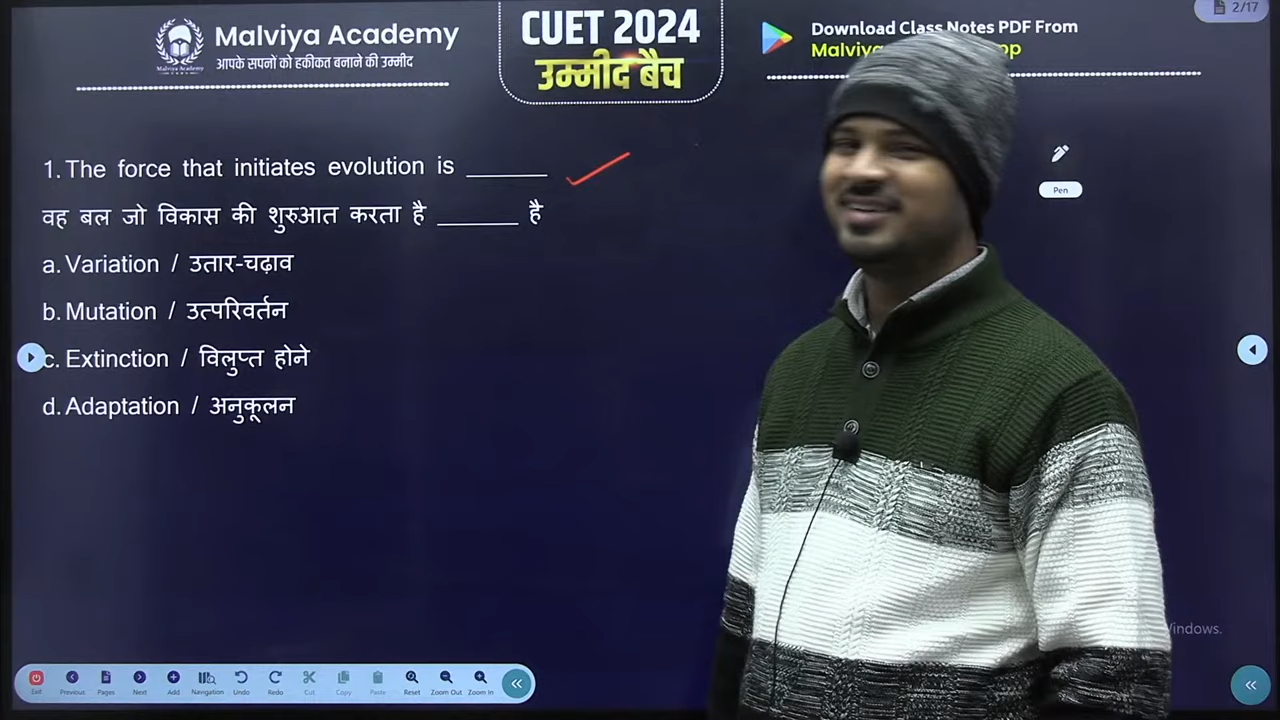 Malviya Academy
आपके सपनों को हकीकत बनाने की उम्मीद
Malviya Academy
CUET 2024
उम्मीद बैच
Download Class Notes PDF From
2/17
1. The force that initiates evolution is ______
वह बल जो विकास की शुरुआत करता है ______ है
a. Variation / उतार-चढ़ाव
b. Mutation / उत्परिवर्तन
c. Extinction / विलुप्त होने
d. Adaptation / अनुकूलन
Pen
Exit Previous Pages Next Add Navigation Undo Redo Cut Copy Paste Reset Zoom Out Zoom In